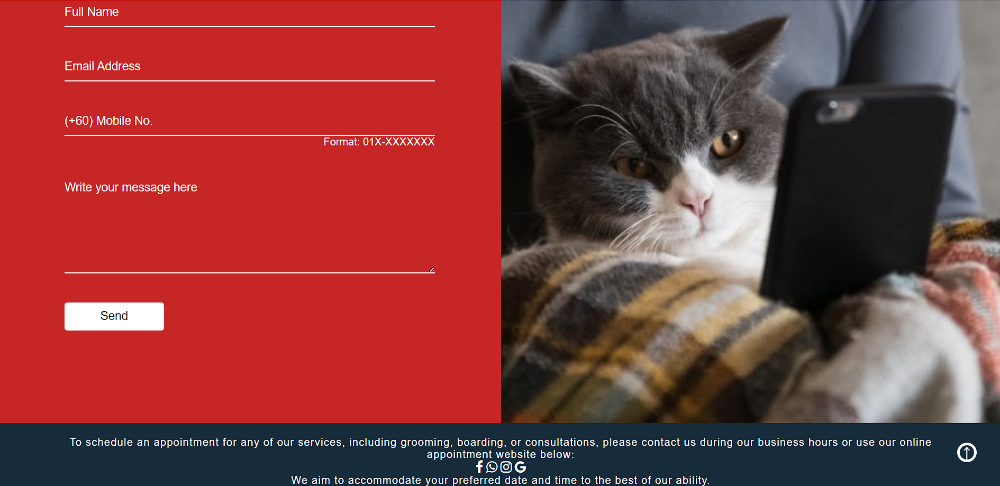 Full Name
Email Address
(+60) Mobile No.
Format: 01X-XXXXXXX
Write your message here
Send
To schedule an appointment for any of our services, including grooming, boarding, or consultations, please contact us during our business hours or use our online
appointment website below:
We aim to accommodate your preferred date and time to the best of our ability.